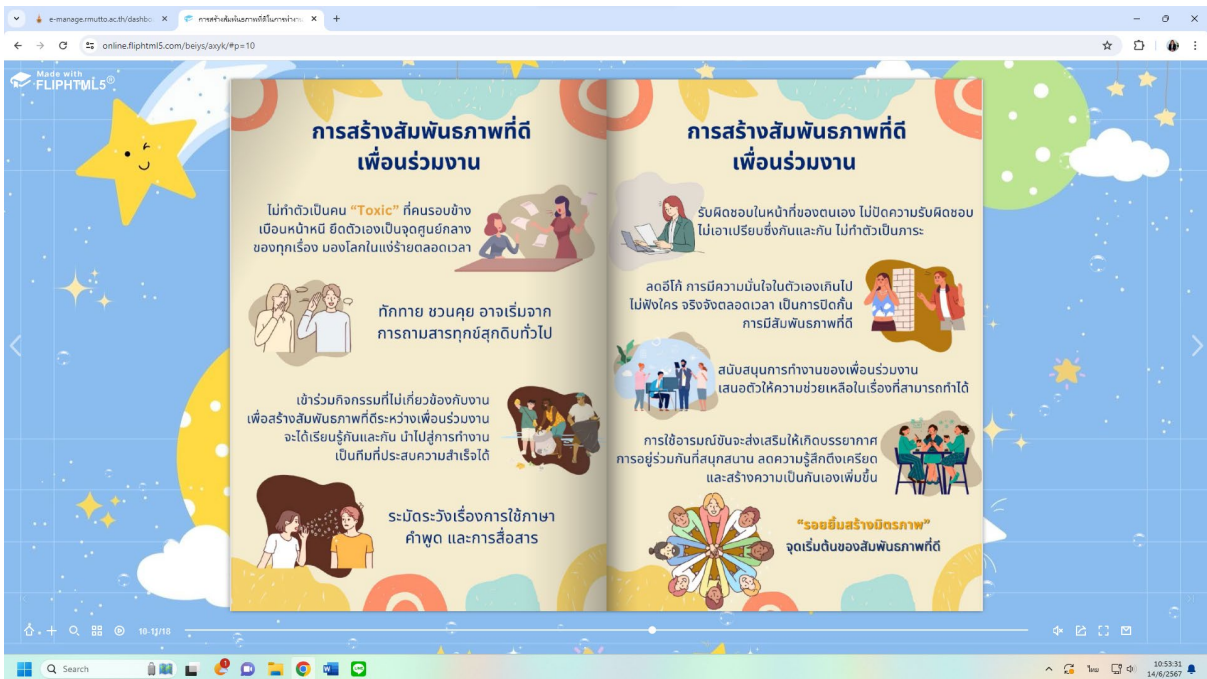 e-manage.rmutto.ac.th/dashbo
การสร้างสัมพันธภาพที่ดีในการทำงาน
online.fliphtml5.com/beiys/axyk/#p=10
Made with
FLIPHTML5®
การสร้างสัมพันธภาพที่ดี
เพื่อนร่วมงาน
ไม่ทำตัวเป็นคน “Toxic” ที่คนรอบข้าง
เบือนหน้าหนี ยึดตัวเองเป็นจุดศูนย์กลาง
ของทุกเรื่อง มองโลกในแง่ร้ายตลอดเวลา
ทักทาย ชวนคุย อาจเริ่มจาก
การถามสารทุกข์สุกดิบทั่วไป
เข้าร่วมกิจกรรมที่ไม่เกี่ยวข้องกับงาน
เพื่อสร้างสัมพันธภาพที่ดีระหว่างเพื่อนร่วมงาน
จะได้เรียนรู้กันและกัน นำไปสู่การทำงาน
เป็นทีมที่ประสบความสำเร็จได้
ระมัดระวังเรื่องการใช้ภาษา
คำพูด และการสื่อสาร
การสร้างสัมพันธภาพที่ดี
เพื่อนร่วมงาน
รับผิดชอบในหน้าที่ของตนเอง ไม่ปัดความรับผิดชอบ
ไม่เอาเปรียบซึ่งกันและกัน ไม่ทำตัวเป็นภาระ
ลดอีโก้ การมีความมั่นใจในตัวเองเกินไป
ไม่ฟังใคร จริงจังตลอดเวลา เป็นการปิดกั้น
การมีสัมพันธภาพที่ดี
สนับสนุนการทำงานของเพื่อนร่วมงาน
เสนอตัวให้ความช่วยเหลือในเรื่องที่สามารถทำได้
การใช้อารมณ์ขันจะส่งเสริมให้เกิดบรรยากาศ
การอยู่ร่วมกันที่สนุกสนาน ลดความรู้สึกตึงเครียด
และสร้างความเป็นกันเองเพิ่มขึ้น
“รอยยิ้มสร้างมิตรภาพ”
จุดเริ่มต้นของสัมพันธภาพที่ดี
10-11/18
Search
ไทย
10:53:31
14/6/2567